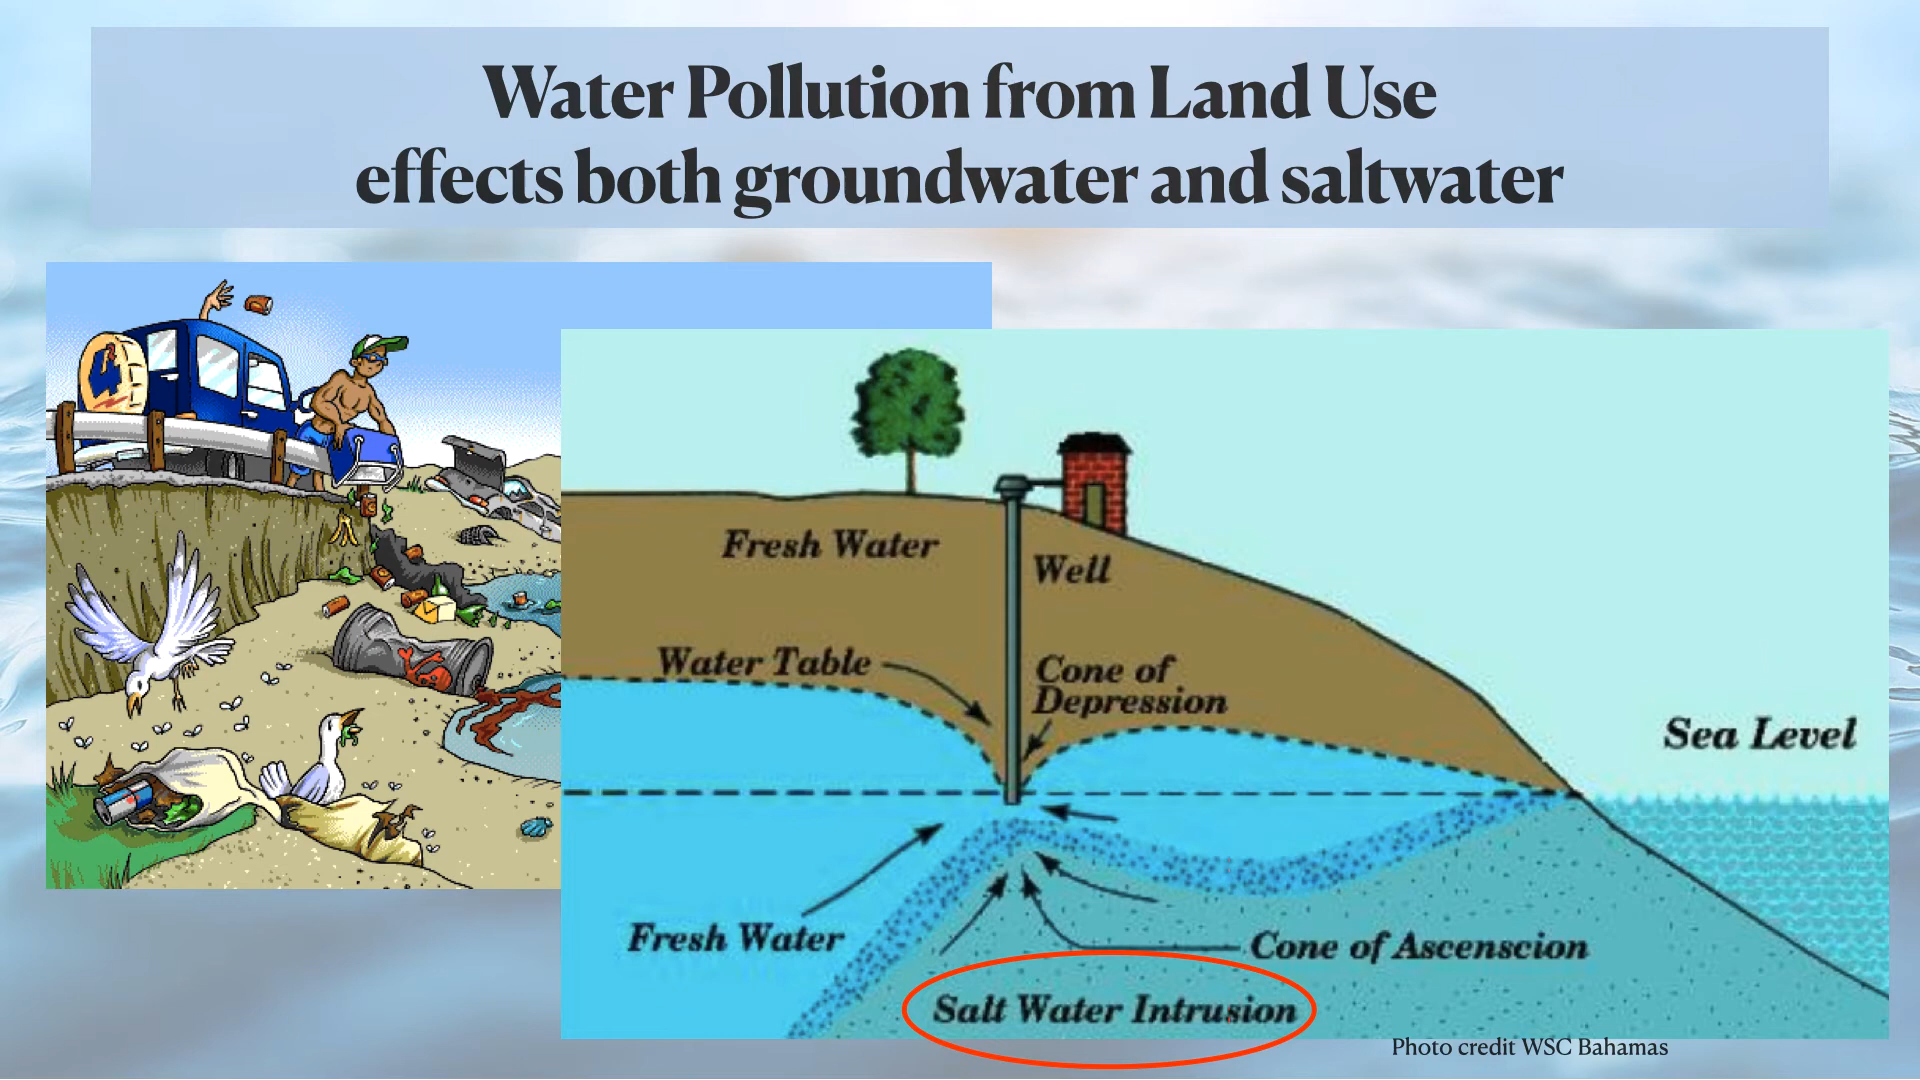 Water Pollution from Land Use
effects both groundwater and saltwater
Fresh Water
Well
Water Table
Cone of
Depression
Sea Level
Fresh Water
Cone of Ascenscion
Salt Water Intrusion
Photo credit WSC Bahamas